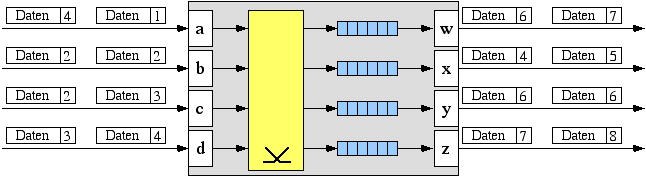 Daten 4 Daten 1 a w Daten 6 Daten 7
Daten 2 Daten 2 b x Daten 4 Daten 5
Daten 2 Daten 3 c y Daten 6 Daten 6
Daten 3 Daten 4 d z Daten 7 Daten 8